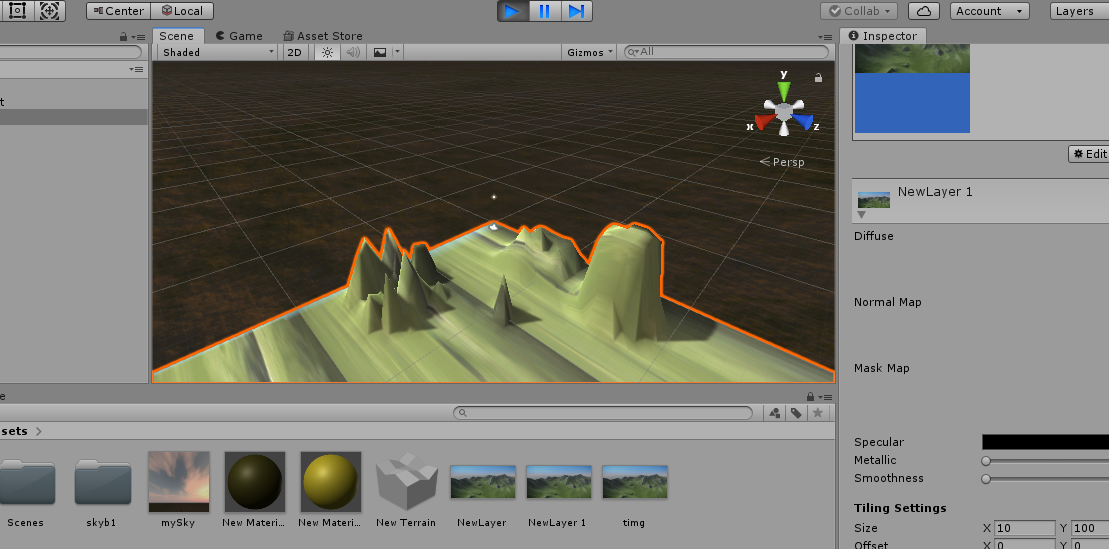 Center Local Collab Account Layers
Scene Game Asset Store Inspector
Shaded 2D Gizmos All
y
x z
Persp
Edit
NewLayer 1
Diffuse
Normal Map
Mask Map
Specular
Metallic
Smoothness
Tiling Settings
Size X 10 Y 100
Offset X 0 Y 0
t
e
sets
Scenes skyb1 mySky New Materi... New Materi... New Terrain NewLayer NewLayer 1 timg